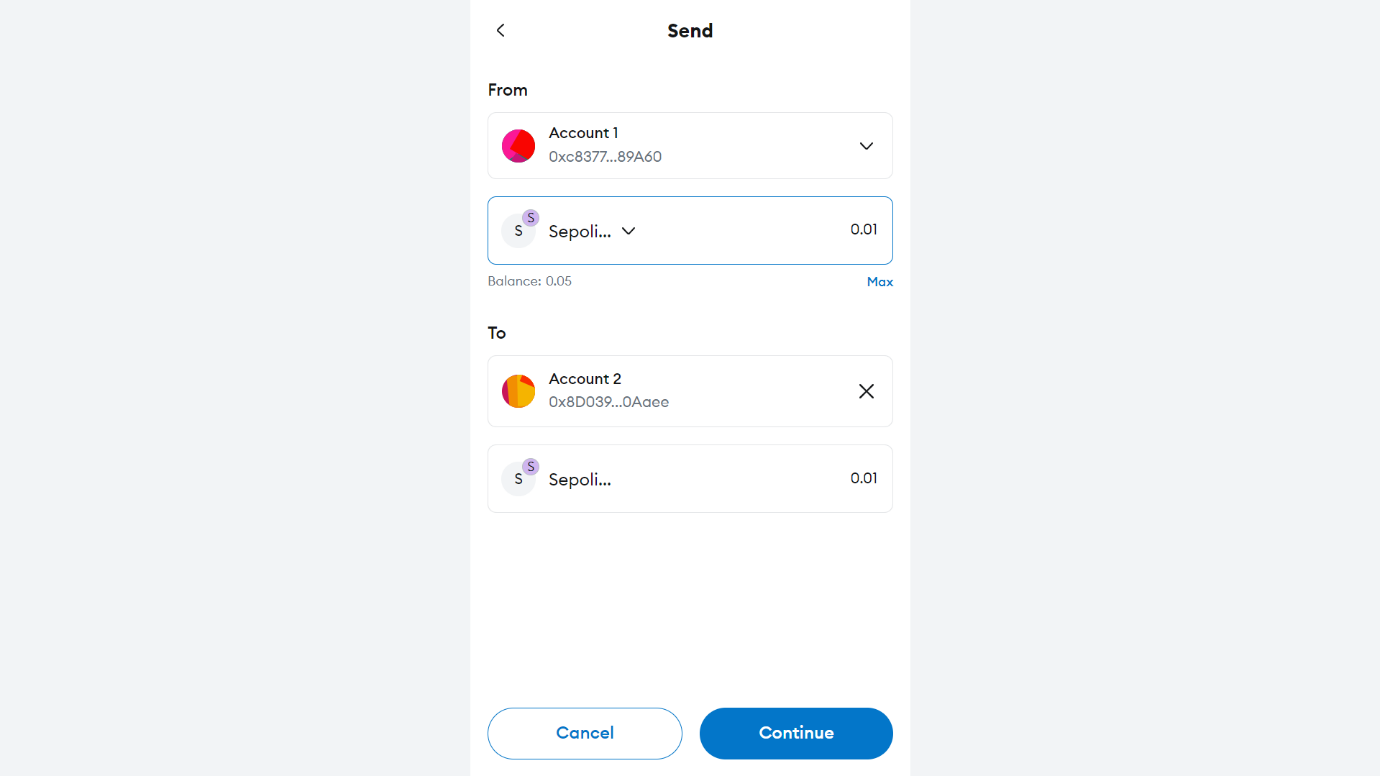 Send
From
Account 1
0xc8377...89A60
S
S
Sepoli...
0.01
Balance: 0.05
Max
To
Account 2
0x8D039...0Aaee
S
S
Sepoli...
0.01
Cancel
Continue